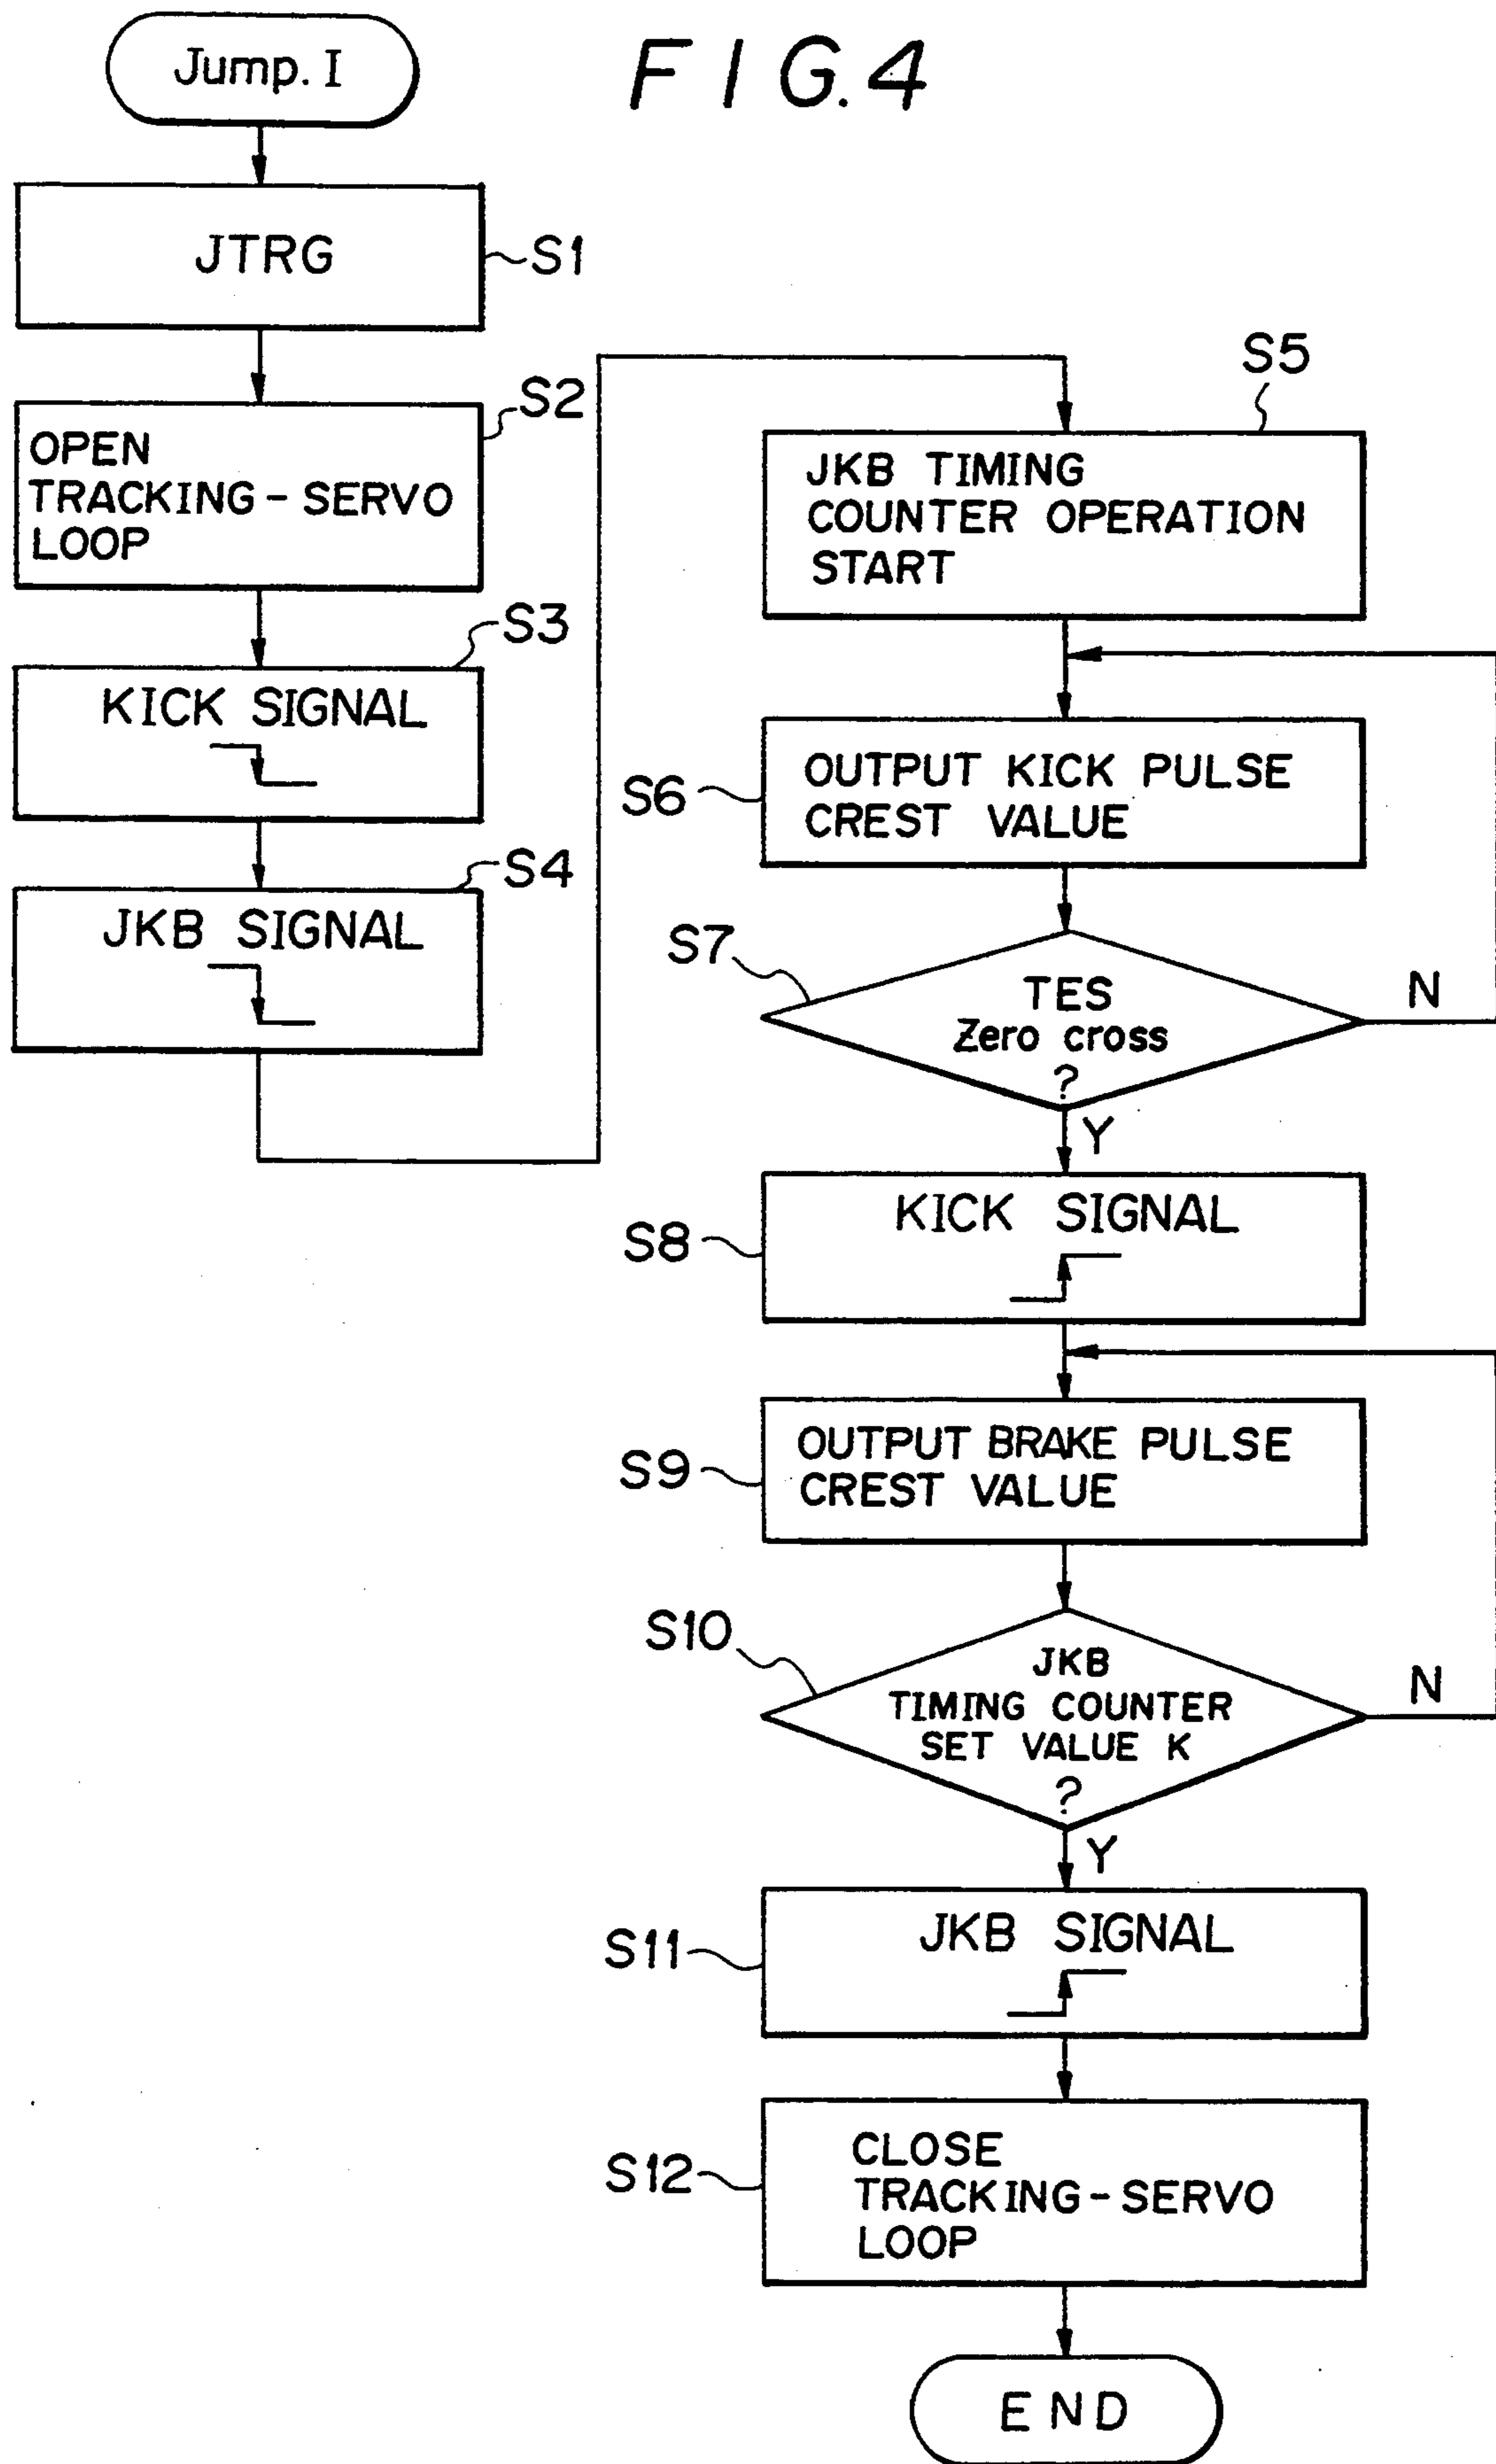 FIG.4
Jump. I
JTRG
S1
OPEN
TRACKING-SERVO
LOOP
S2
KICK SIGNAL
S3
JKB SIGNAL
S4
JKB TIMING
COUNTER OPERATION
START
S5
OUTPUT KICK PULSE
CREST VALUE
S6
TES
Zero cross
?
S7
N
Y
KICK SIGNAL
S8
OUTPUT BRAKE PULSE
CREST VALUE
S9
JKB
TIMING COUNTER
SET VALUE K
?
S10
N
Y
JKB SIGNAL
S11
CLOSE
TRACKING-SERVO
LOOP
S12
END